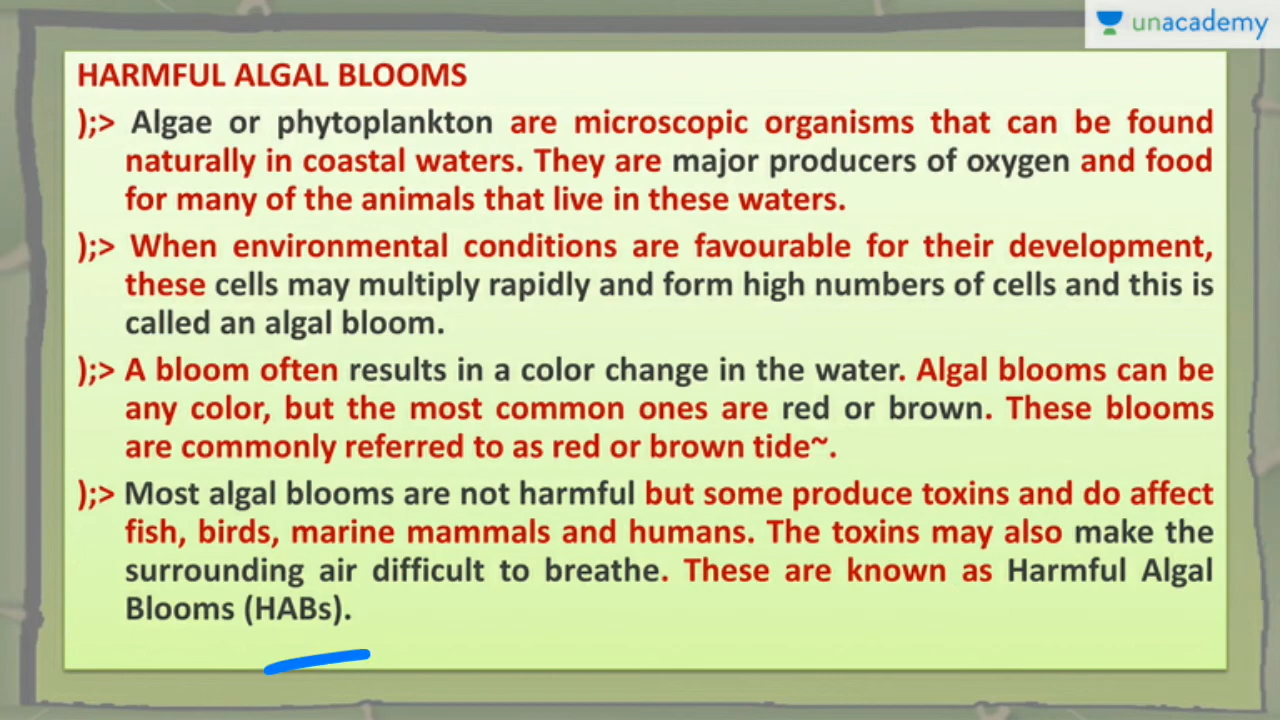 unacademy
HARMFUL ALGAL BLOOMS
);> Algae or phytoplankton are microscopic organisms that can be found
naturally in coastal waters. They are major producers of oxygen and food
for many of the animals that live in these waters.
);> When environmental conditions are favourable for their development,
these cells may multiply rapidly and form high numbers of cells and this is
called an algal bloom.
);> A bloom often results in a color change in the water. Algal blooms can be
any color, but the most common ones are red or brown. These blooms
are commonly referred to as red or brown tide~.
);> Most algal blooms are not harmful but some produce toxins and do affect
fish, birds, marine mammals and humans. The toxins may also make the
surrounding air difficult to breathe. These are known as Harmful Algal
Blooms (HABs).